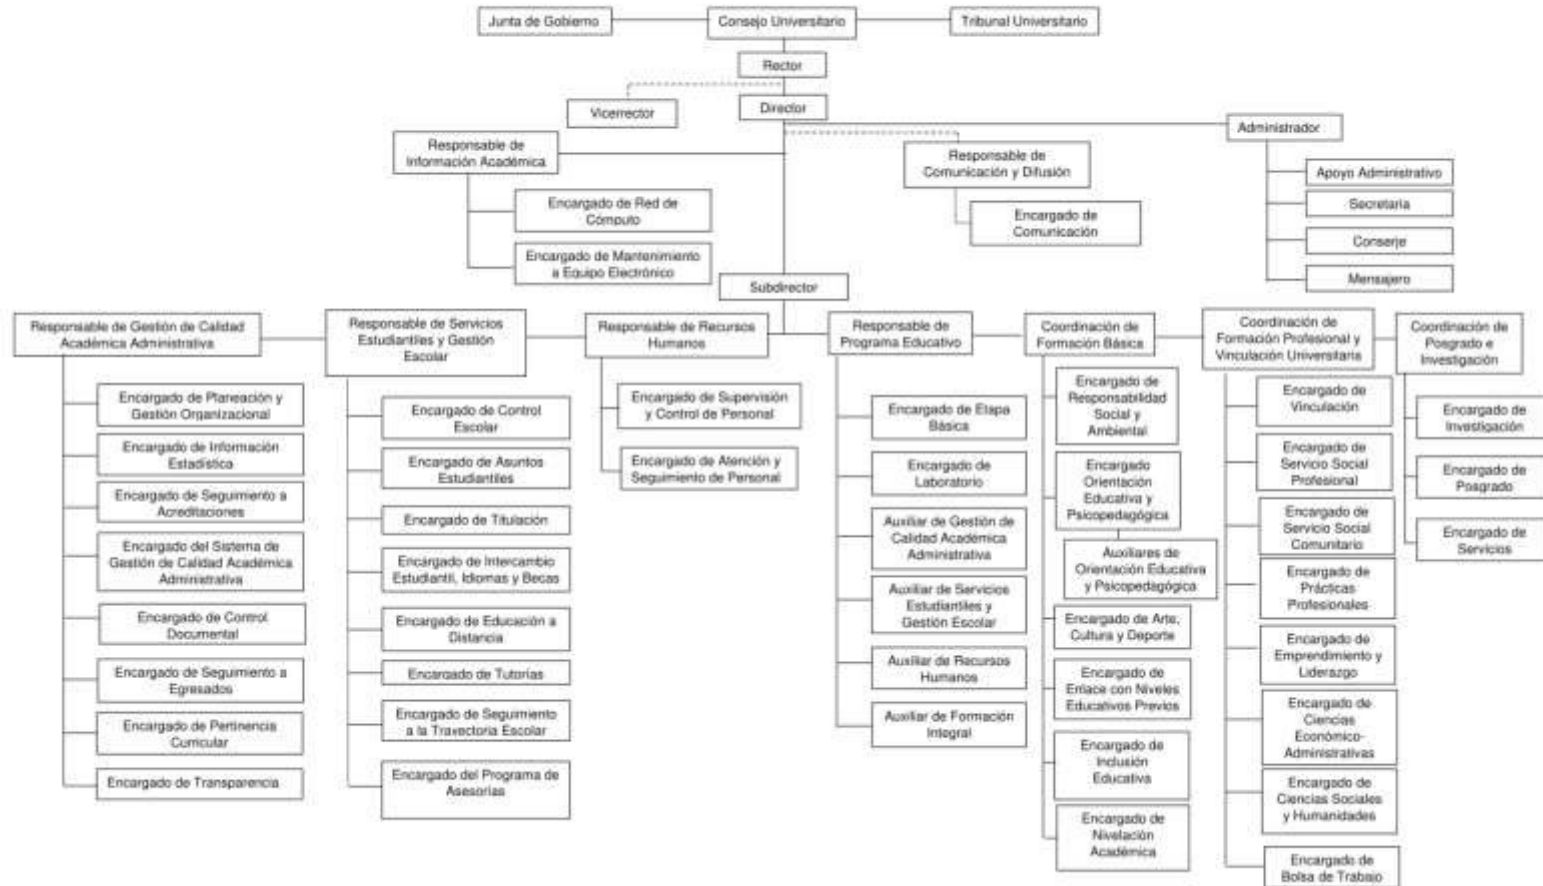 Junta de Gobierno
Consejo Universitario
Tribunal Universitario
Rector
Vicerrector
Director
Administrador
Responsable de
Información Académica
Responsable de
Comunicación y Difusión
Apoyo Administrativo
Encargado de Red de
Cómputo
Encargado de
Comunicación
Secretaria
Conserje
Encargado de Mantenimiento
a Equipo Electrónico
Mensajero
Subdirector
Responsable de Gestión de Calidad
Académica Administrativa
Responsable de Servicios
Estudiantiles y Gestión
Escolar
Responsable de Recursos
Humanos
Responsable de
Programa Educativo
Coordinación de
Formación Básica
Coordinación de
Formación Profesional y
Vinculación Universitaria
Coordinación de
Posgrado e
Investigación
Encargado de Planeación y
Gestión Organizacional
Encargado de Información
Estadística
Encargado de Seguimiento a
Acreditaciones
Encargado del Sistema de
Gestión de Calidad Académica
Administrativa
Encargado de Control
Documental
Encargado de Seguimiento a
Egresados
Encargado de Pertinencia
Curricular
Encargado de Transparencia
Encargado de Control
Escolar
Encargado de Asuntos
Estudiantiles
Encargado de Titulación
Encargado de Intercambio
Estudiantil, Idiomas y Becas
Encargado de Educación a
Distancia
Encargado de Tutorías
Encargado de Seguimiento
a la Trayectoria Escolar
Encargado del Programa de
Asesorías
Encargado de Supervisión
y Control de Personal
Encargado de Atención y
Seguimiento de Personal
Encargado de Etapa
Básica
Encargado de
Laboratorio
Auxiliar de Gestión de
Calidad Académica
Administrativa
Auxiliar de Servicios
Estudiantiles y
Gestión Escolar
Auxiliar de Recursos
Humanos
Auxiliar de Formación
Integral
Encargado de
Responsabilidad
Social y
Ambiental
Encargado
Orientación
Educativa y
Psicopedagógica
Auxiliares de
Orientación Educativa
y Psicopedagógica
Encargado de Arte,
Cultura y Deporte
Encargado de
Enlace con Niveles
Educativos Previos
Encargado de
Inclusión
Educativa
Encargado de
Nivelación
Académica
Encargado de
Vinculación
Encargado de
Servicio Social
Profesional
Encargado de
Servicio Social
Comunitario
Encargado de
Prácticas
Profesionales
Encargado de
Emprendimiento y
Liderazgo
Encargado de
Ciencias
Económico-
Administrativas
Encargado de
Ciencias Sociales
y Humanidades
Encargado de
Bolsa de Trabajo
Encargado de
Investigación
Encargado de
Posgrado
Encargado de
Servicios